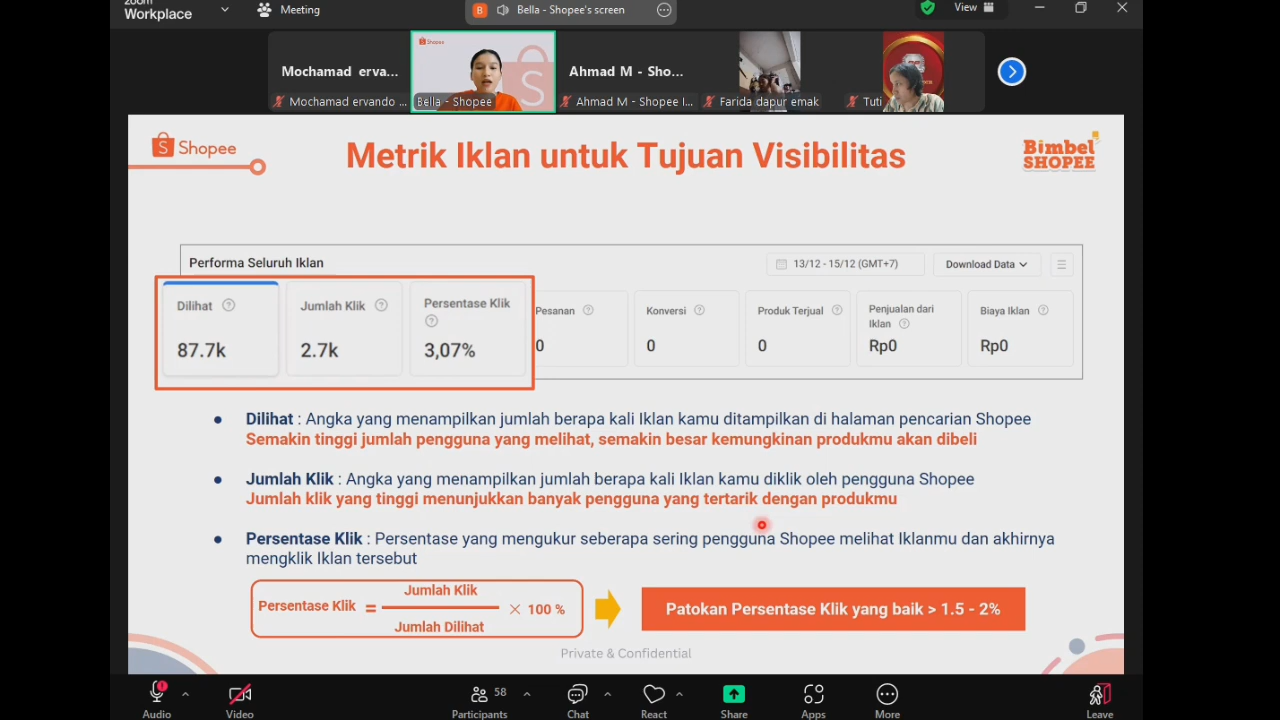 zoom
Workplace
Meeting
B
Bella - Shopee's screen
View
Mochamad erva...
Mochamad ervando ...
Shopee
Bella - Shopee
Ahmad M - Sho...
Ahmad M - Shopee I...
Farida dapur emak
Tuti
Shopee
Metrik Iklan untuk Tujuan Visibilitas
Bimbel
SHOPEE
Performa Seluruh Iklan
13/12 - 15/12 (GMT+7)
Download Data
Dilihat
87.7k
Jumlah Klik
2.7k
Persentase Klik
3,07%
Pesanan
0
Konversi
0
Produk Terjual
0
Penjualan dari
Iklan
Rp0
Biaya Iklan
Rp0
● Dilihat : Angka yang menampilkan jumlah berapa kali Iklan kamu ditampilkan di halaman pencarian Shopee
Semakin tinggi jumlah pengguna yang melihat, semakin besar kemungkinan produkmu akan dibeli
● Jumlah Klik : Angka yang menampilkan jumlah berapa kali Iklan kamu diklik oleh pengguna Shopee
Jumlah klik yang tinggi menunjukkan banyak pengguna yang tertarik dengan produkmu
● Persentase Klik : Persentase yang mengukur seberapa sering pengguna Shopee melihat Iklanmu dan akhirnya
mengklik Iklan tersebut
Persentase Klik = Jumlah Klik
Jumlah Dilihat
× 100 %
Patokan Persentase Klik yang baik > 1.5 - 2%
Private & Confidential
Audio
Video
58
Participants
Chat
React
Share
Apps
More
Leave